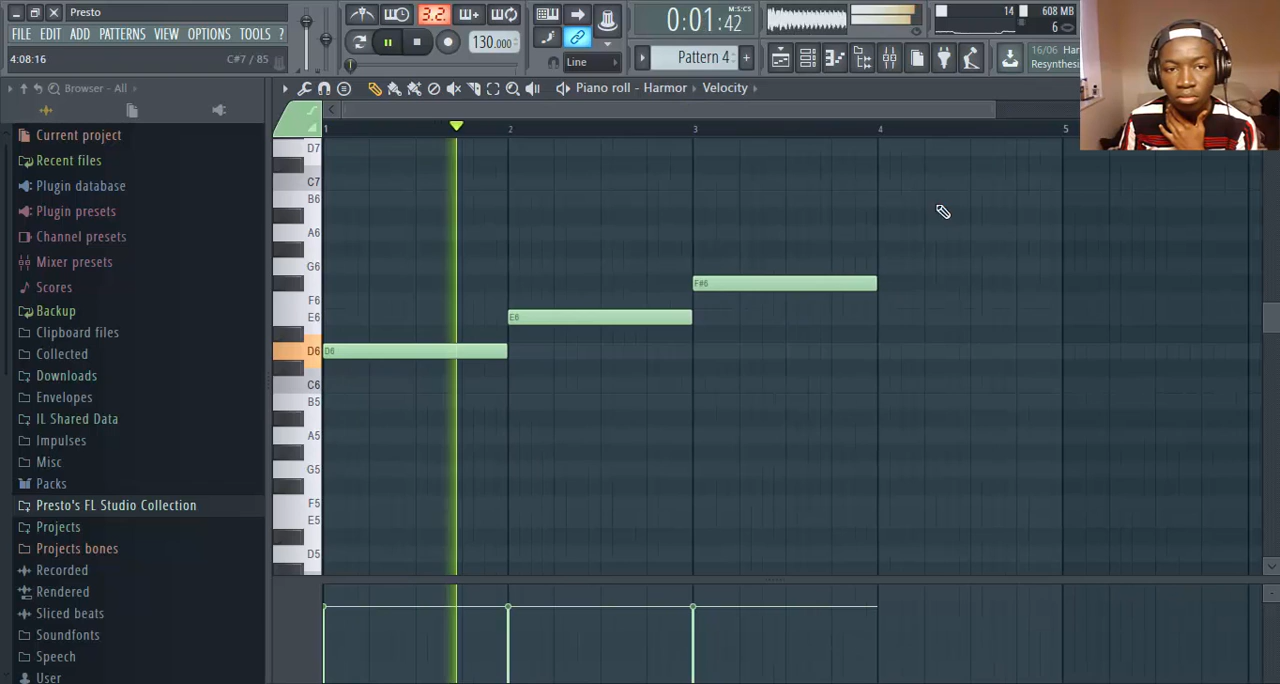 Presto
FILE EDIT ADD PATTERNS VIEW OPTIONS TOOLS ?
4:08:16 C#7 / 85
3.2.
130.000
Line
0:01:42
M:S:CS
Pattern 4
14
608 MB
6
16/06 Har
Resynthes
Browser - All
Current project
Recent files
Plugin database
Plugin presets
Channel presets
Mixer presets
Scores
Backup
Clipboard files
Collected
Downloads
Envelopes
IL Shared Data
Impulses
Misc
Packs
Presto's FL Studio Collection
Projects
Projects bones
Recorded
Rendered
Sliced beats
Soundfonts
Speech
User
Piano roll - Harmor Velocity
1 2 3 4 5
D7
C7
B6
A6
G6
F#6
F6
E6 E6
D6 D6
C6
B5
A5
G5
F5
E5
D5